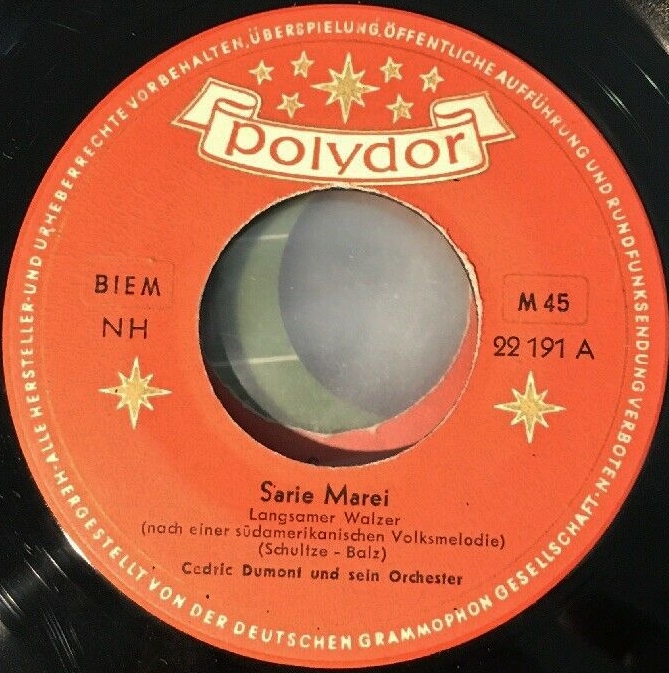 ALLE HERSTELLER-UND URHEBERRECHTE VORBEHALTEN, ÜBERSPIELUNG, ÖFFENTLICHE AUFFÜHRUNG UND RUNDFUNKSENDUNG VERBOTEN
polydor
BIEM
NH
M 45
22 191 A
Sarie Marei
Langsamer Walzer
(nach einer südamerikanischen Volksmelodie)
(Schultze - Balz)
Cedric Dumont und sein Orchester
HERGESTELLT VON DER DEUTSCHEN GRAMMOPHON GESELLSCHAFT